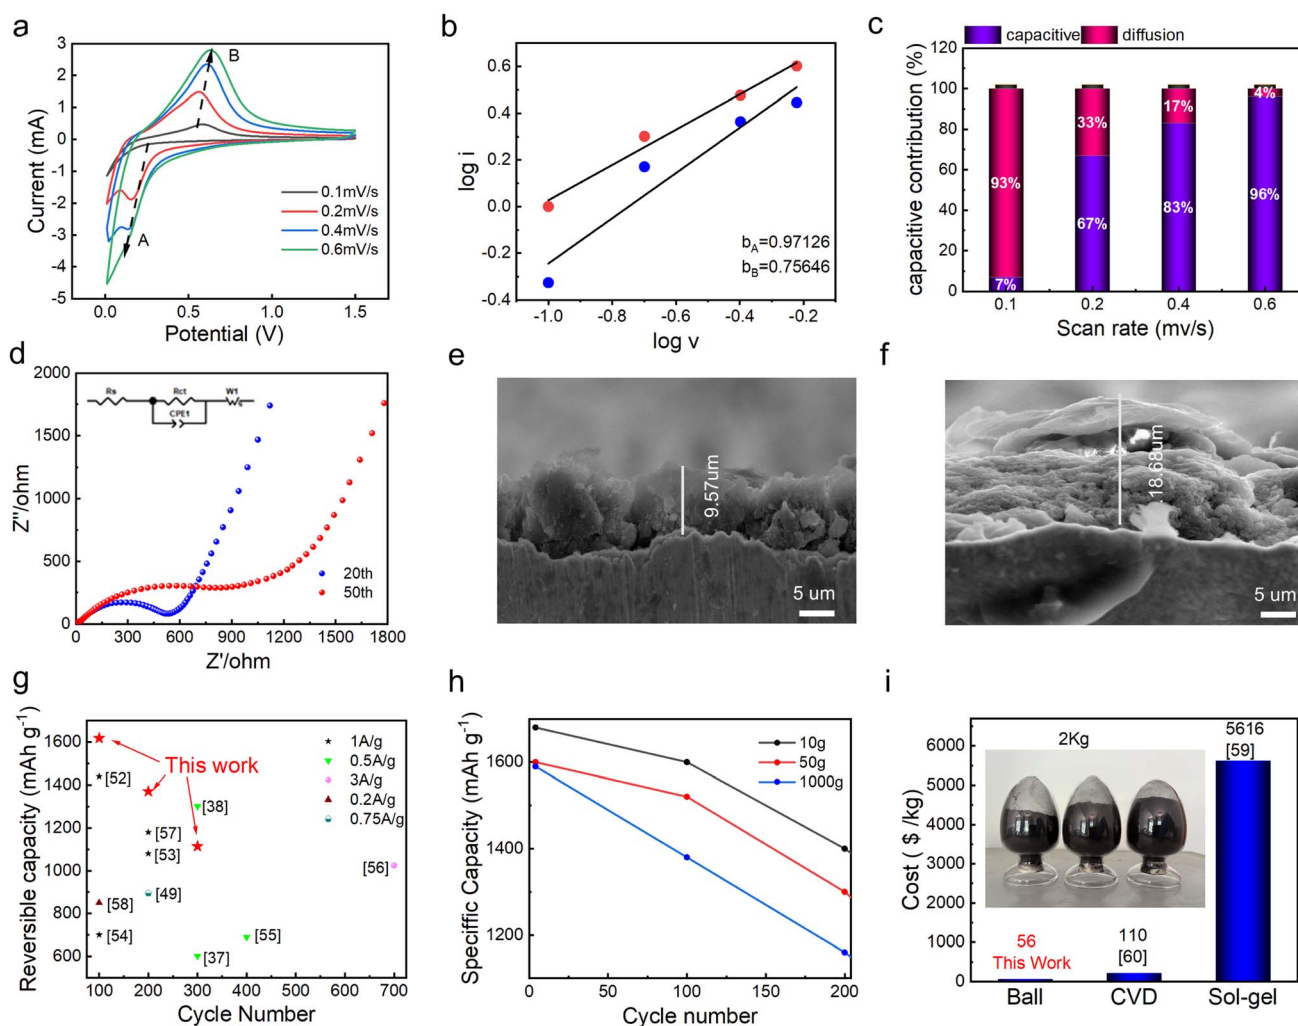 a
3
2
1
0
-1
-2
-3
-4
-5
Current (mA)
B
A
0.1mV/s
0.2mV/s
0.4mV/s
0.6mV/s
0.0 0.5 1.0 1.5
Potential (V)
b
0.6
0.4
0.2
0.0
-0.2
-0.4
log i
bA=0.97126
bB=0.75646
-1.0 -0.8 -0.6 -0.4 -0.2
log v
c
capacitive diffusion
120
100
80
60
40
20
0
capacitive contribution (%)
93%
7%
33%
67%
17%
83%
4%
96%
0.1 0.2 0.4 0.6
Scan rate (mv/s)
d
2000
1500
1000
500
0
Z''/ohm
Rs Rct W1
CPE1
20th
50th
0 300 600 900 1200 1500 1800
Z'/ohm
e
9.57um
5 um
f
18.68um
5 um
g
1600
1400
1200
1000
800
600
Reversible capacity (mAh g-1)
This work
[52]
[57]
[53]
[38]
[58]
[54]
[49]
[37]
[55]
[56]
1A/g
0.5A/g
3A/g
0.2A/g
0.75A/g
100 200 300 400 500 600 700
Cycle Number
h
1600
1400
1200
Speciffic Capacity (mAh g-1)
10g
50g
1000g
0 50 100 150 200
Cycle number
i
6000
5000
4000
3000
2000
1000
0
Cost ( $ /kg)
2Kg
56
This Work
110
[60]
5616
[59]
Ball CVD Sol-gel